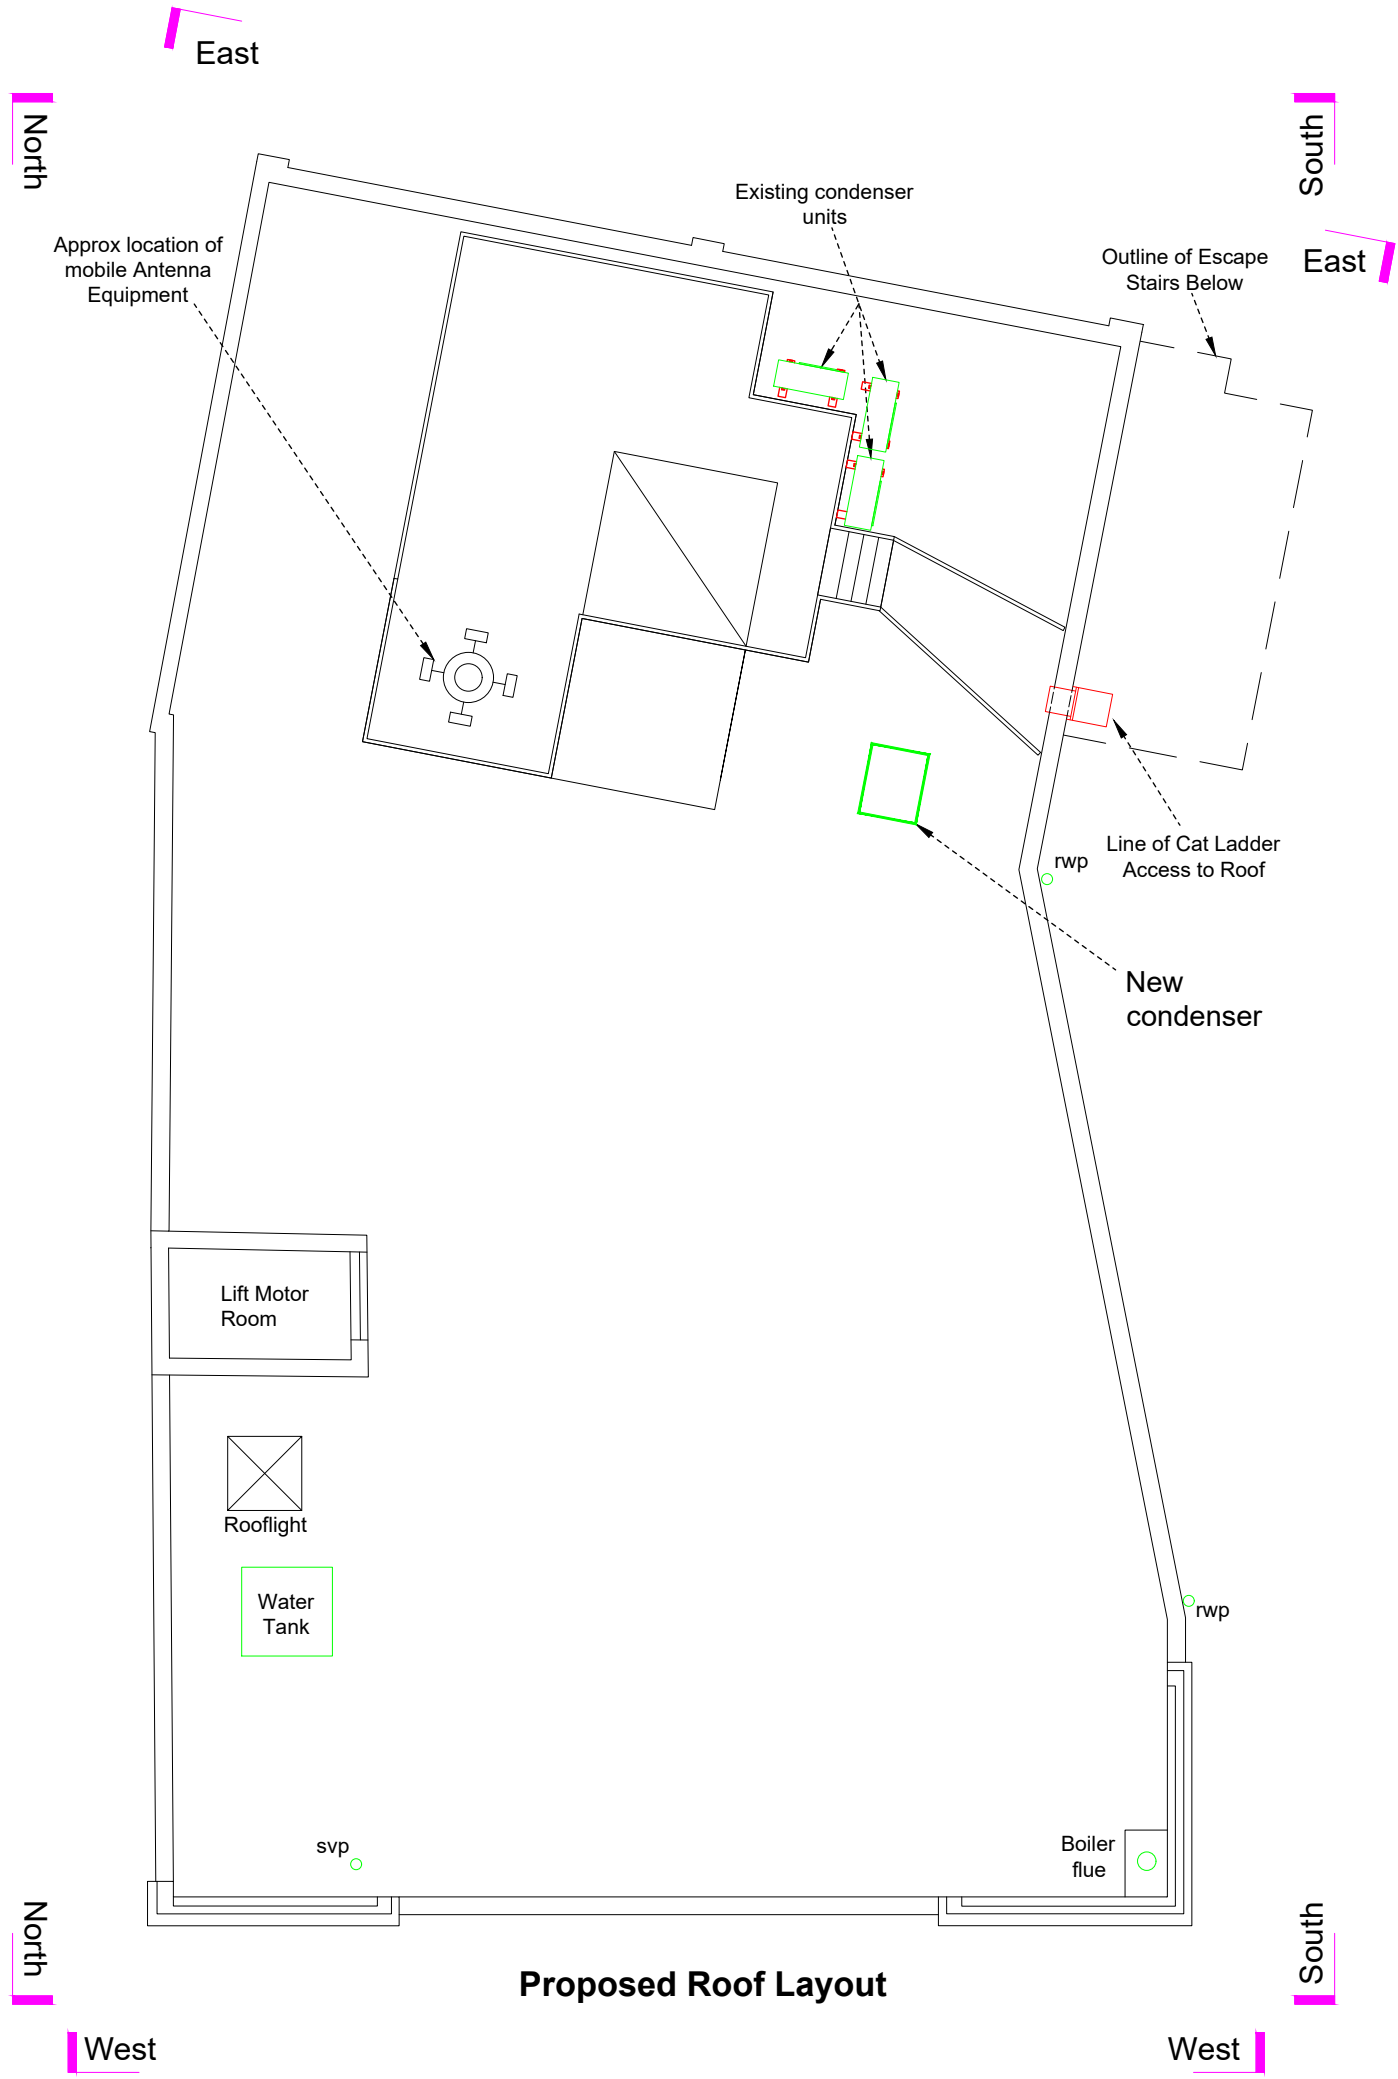 East
North
South
Existing condenser
units
Approx location of
mobile Antenna
Equipment
Outline of Escape
Stairs Below
East
Line of Cat Ladder
Access to Roof
rwp
New
condenser
Lift Motor
Room
Rooflight
Water
Tank
rwp
svp
Boiler
flue
North
South
Proposed Roof Layout
West
West